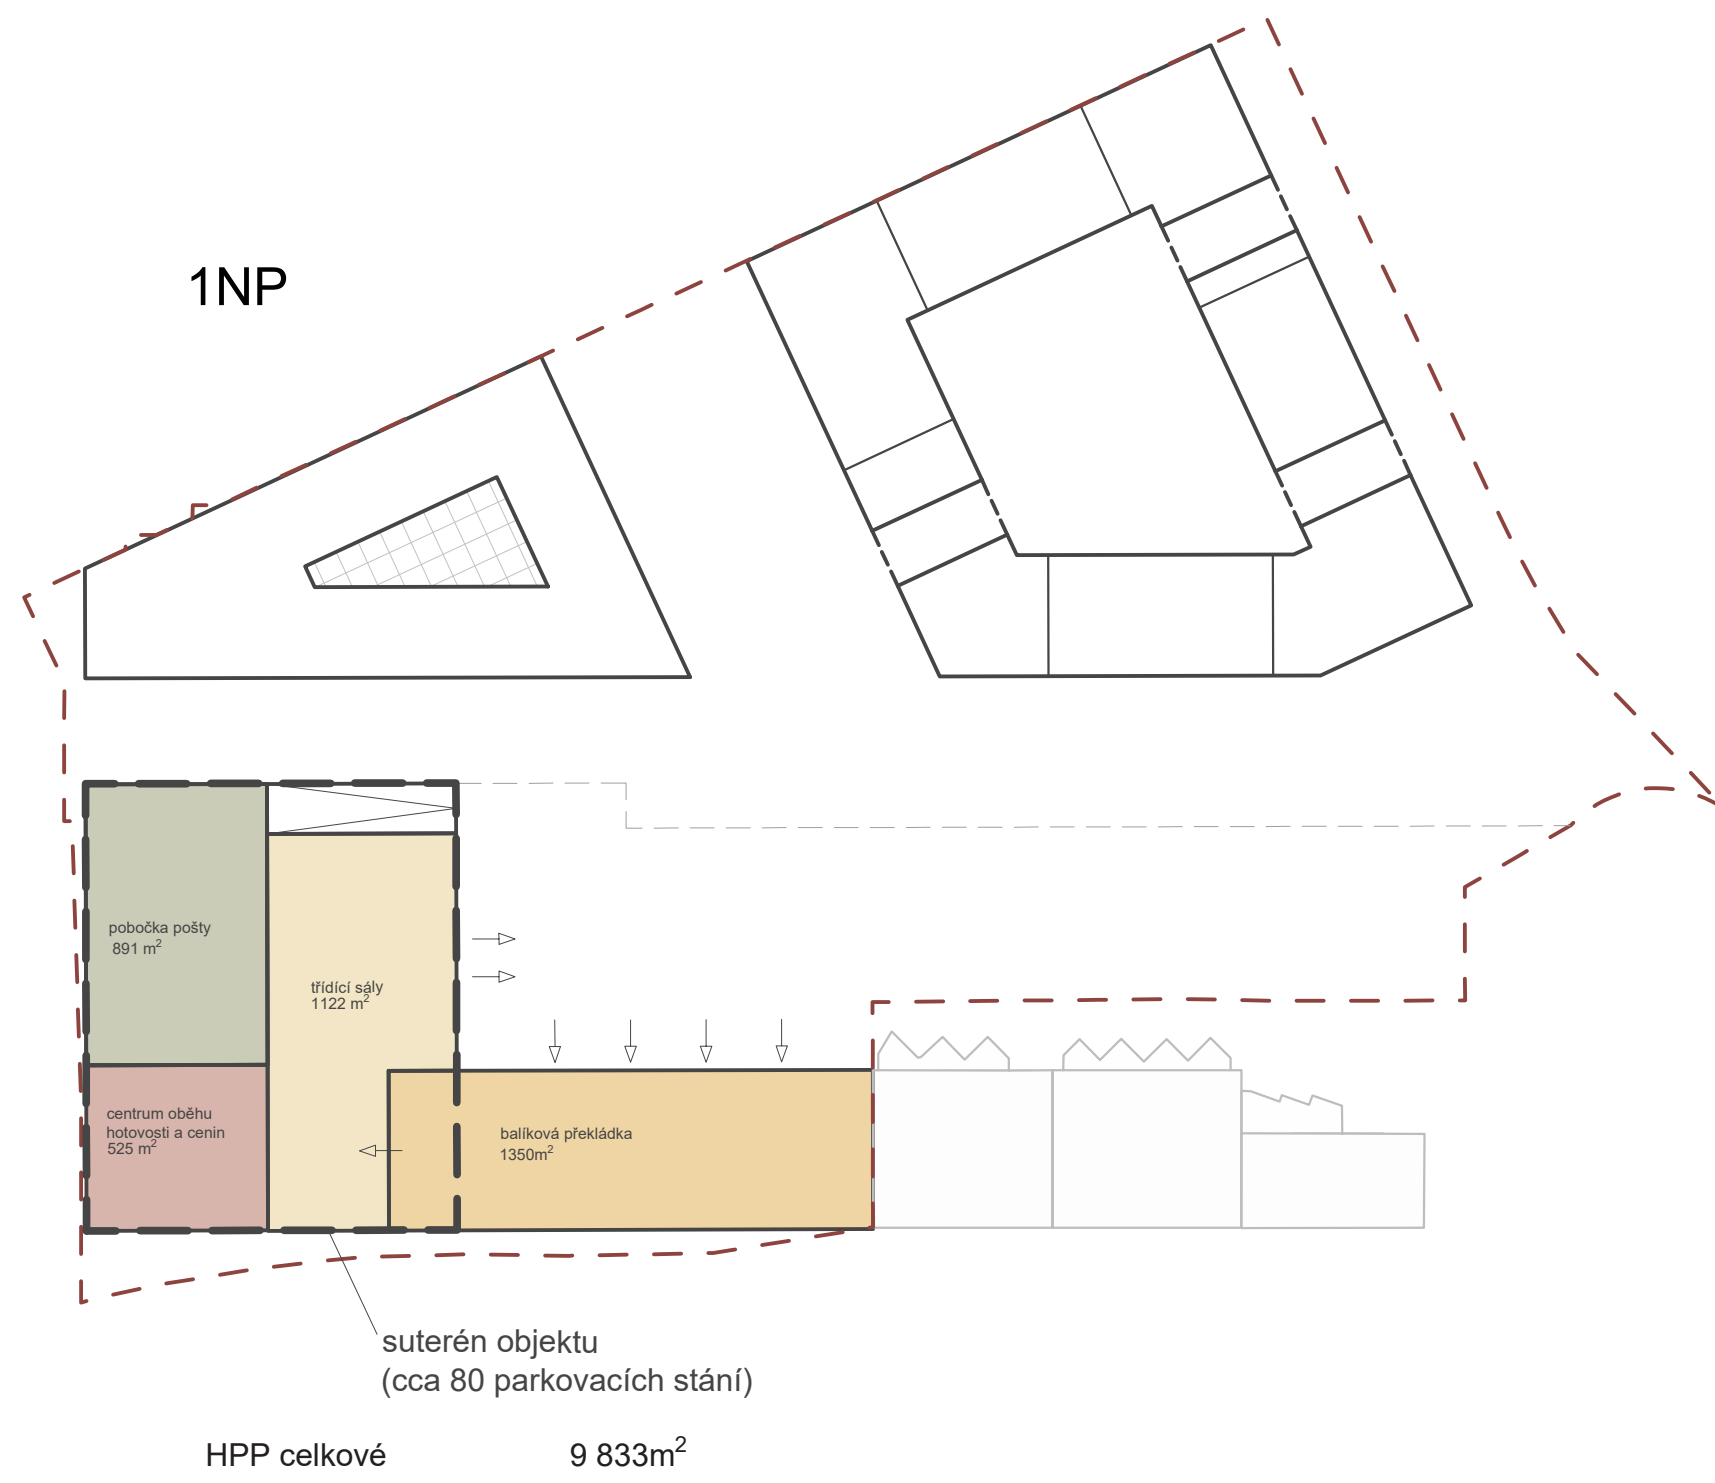 1NP
pobočka pošty
891 m²
třídící sály
1122 m²
centrum oběhu
hotovosti a cenin
525 m²
balíková překládka
1350m²
suterén objektu
(cca 80 parkovacích stání)
HPP celkové 9 833m²